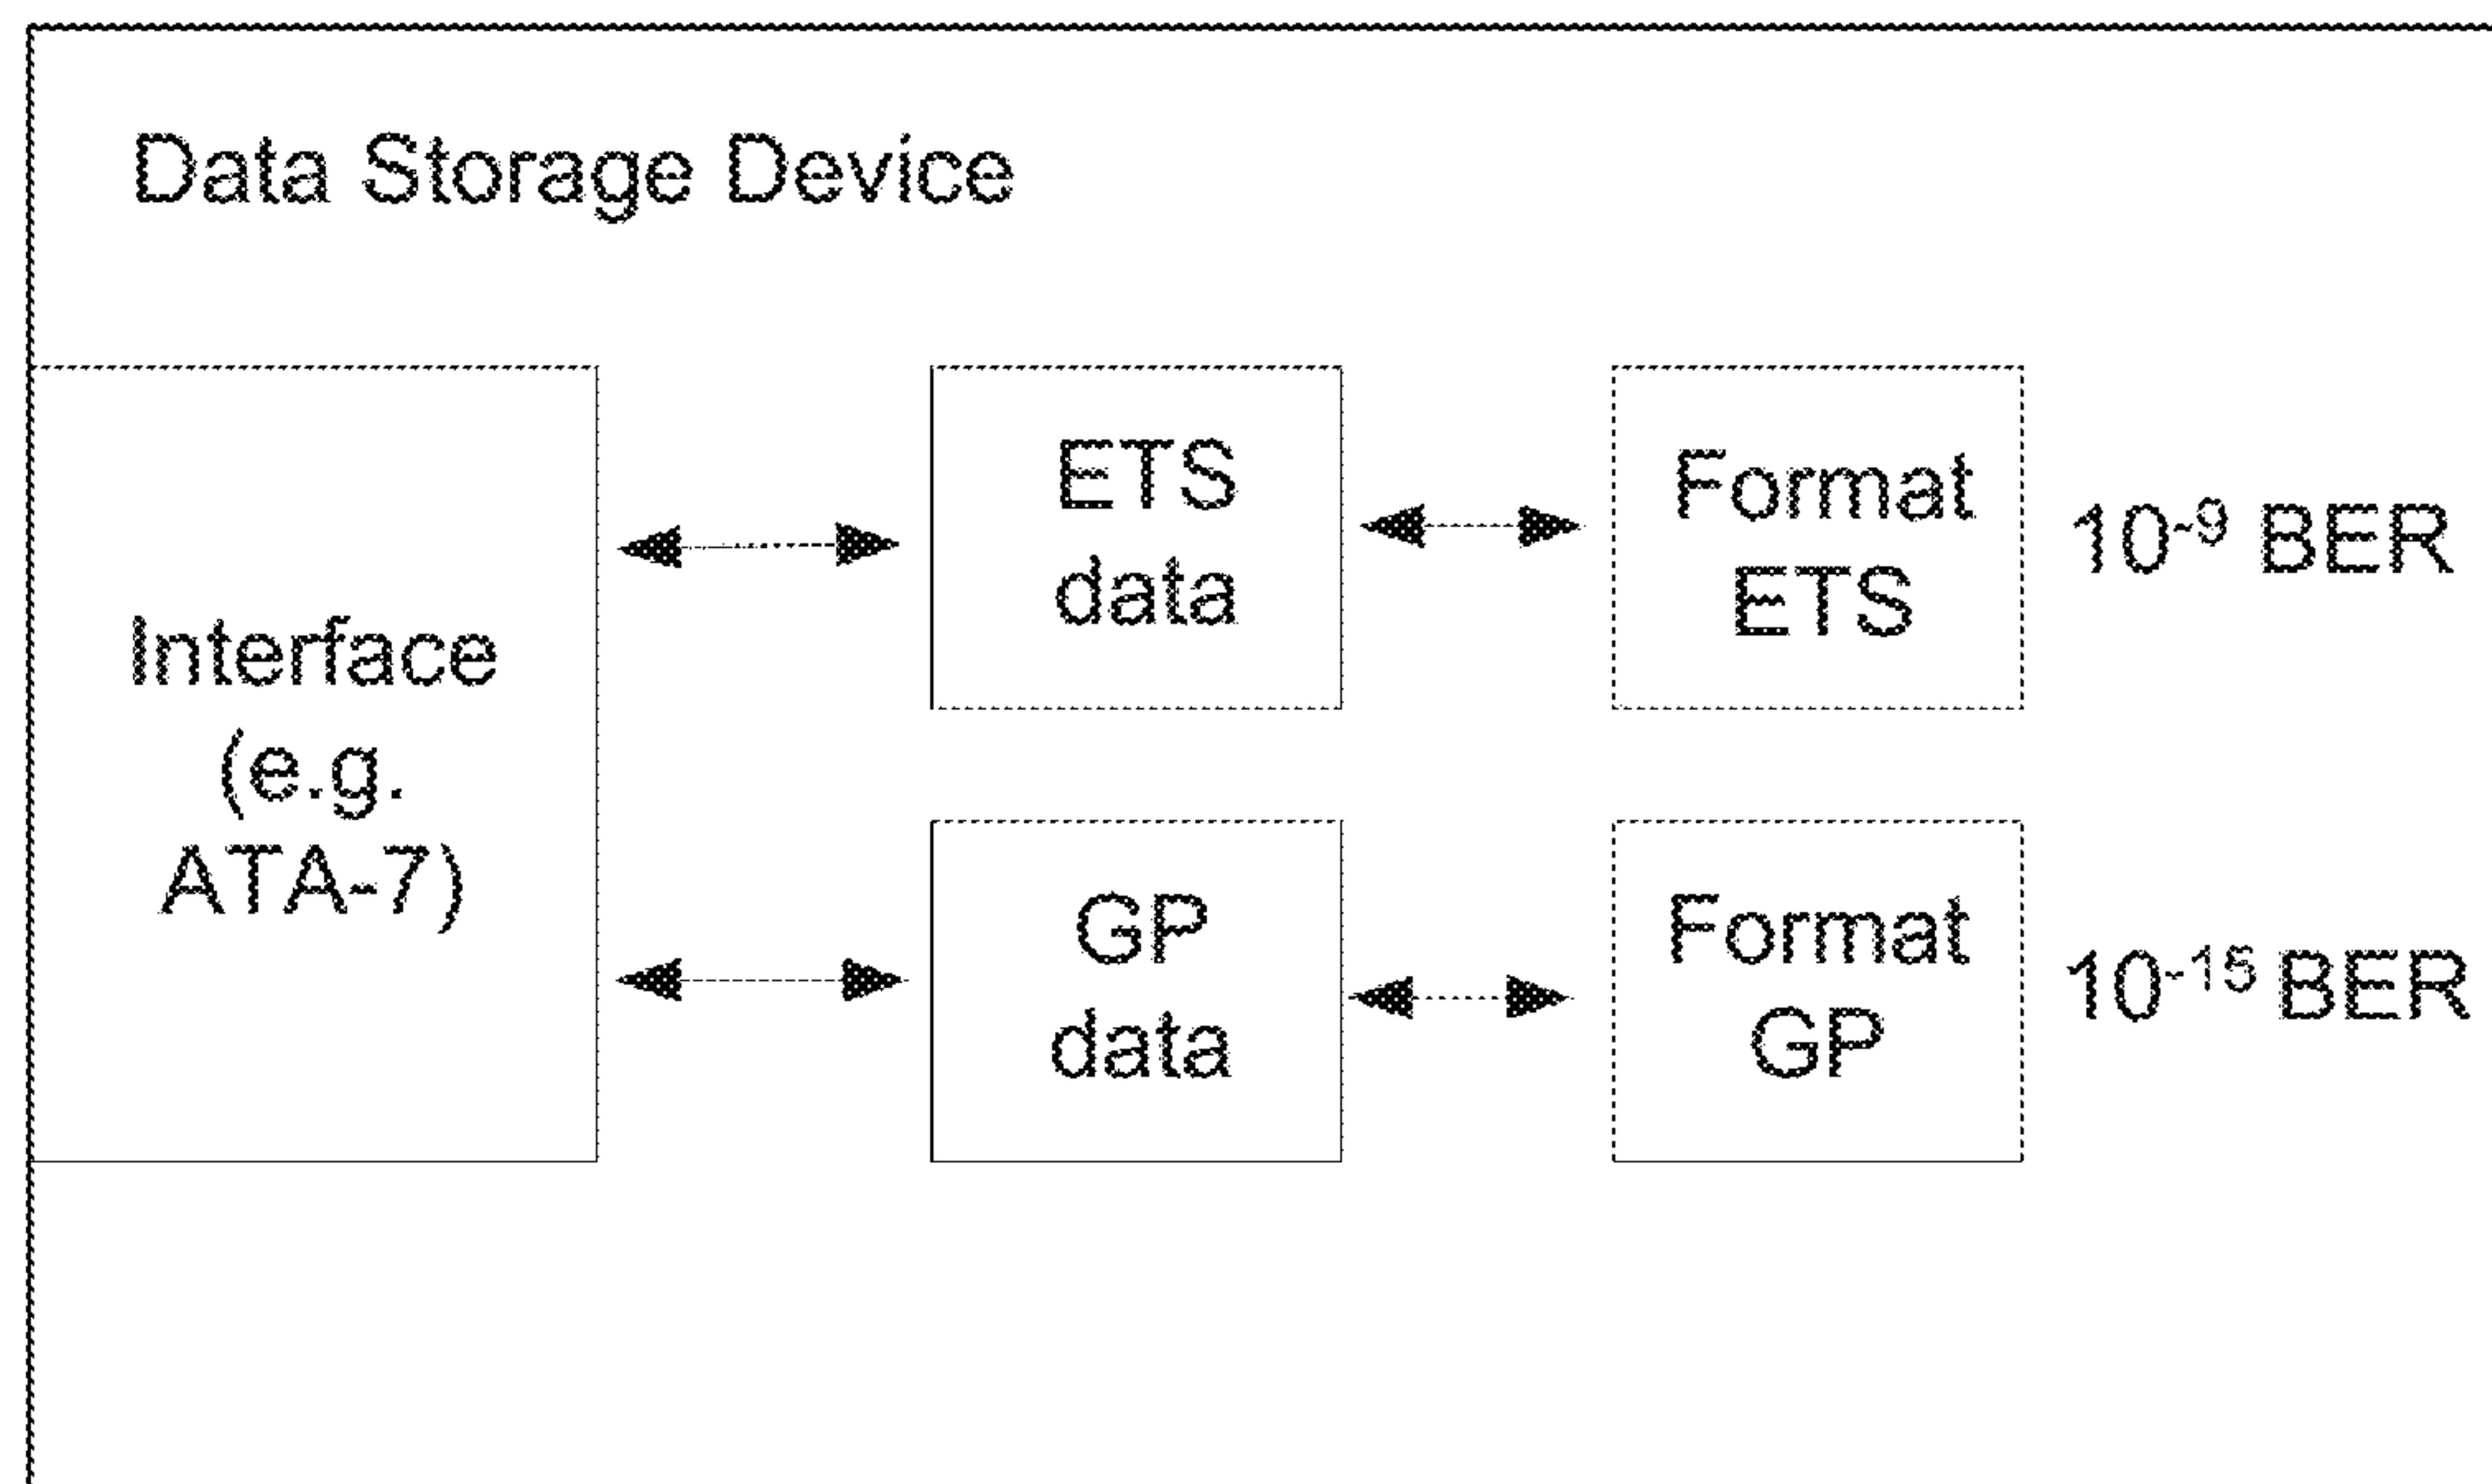 Data Storage Device
Interface
(e.g.
ATA-7)
ETS
data
Format
ETS
10⁻⁹ BER
GP
data
Format
GP
10⁻¹⁵ BER